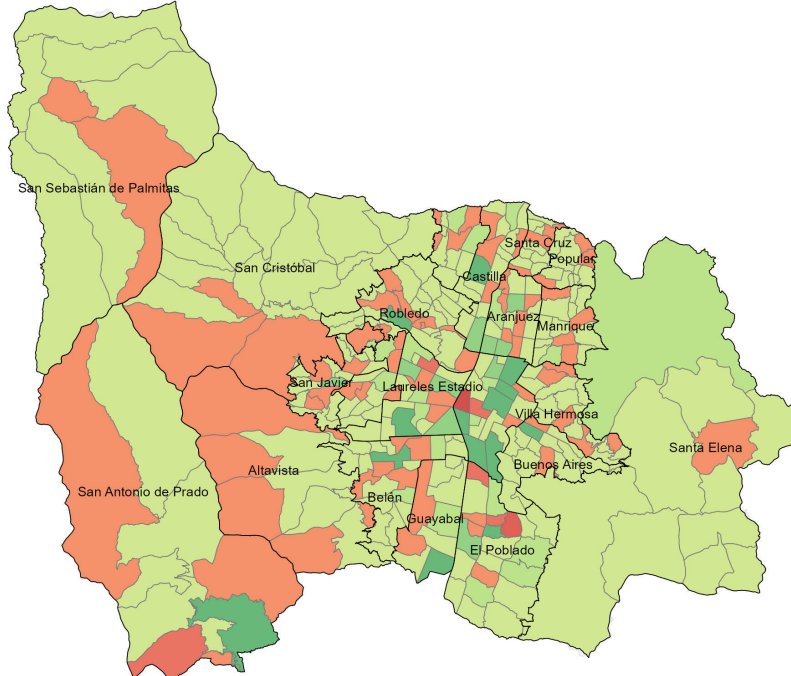 San Sebastián de Palmitas
San Cristóbal
Santa Cruz
Popular
Castilla
Robledo
Aranjuez
Manrique
San Javier
Laureles Estadio
Villa Hermosa
Santa Elena
Buenos Aires
Altavista
San Antonio de Prado
Belén
Guayabal
El Poblado